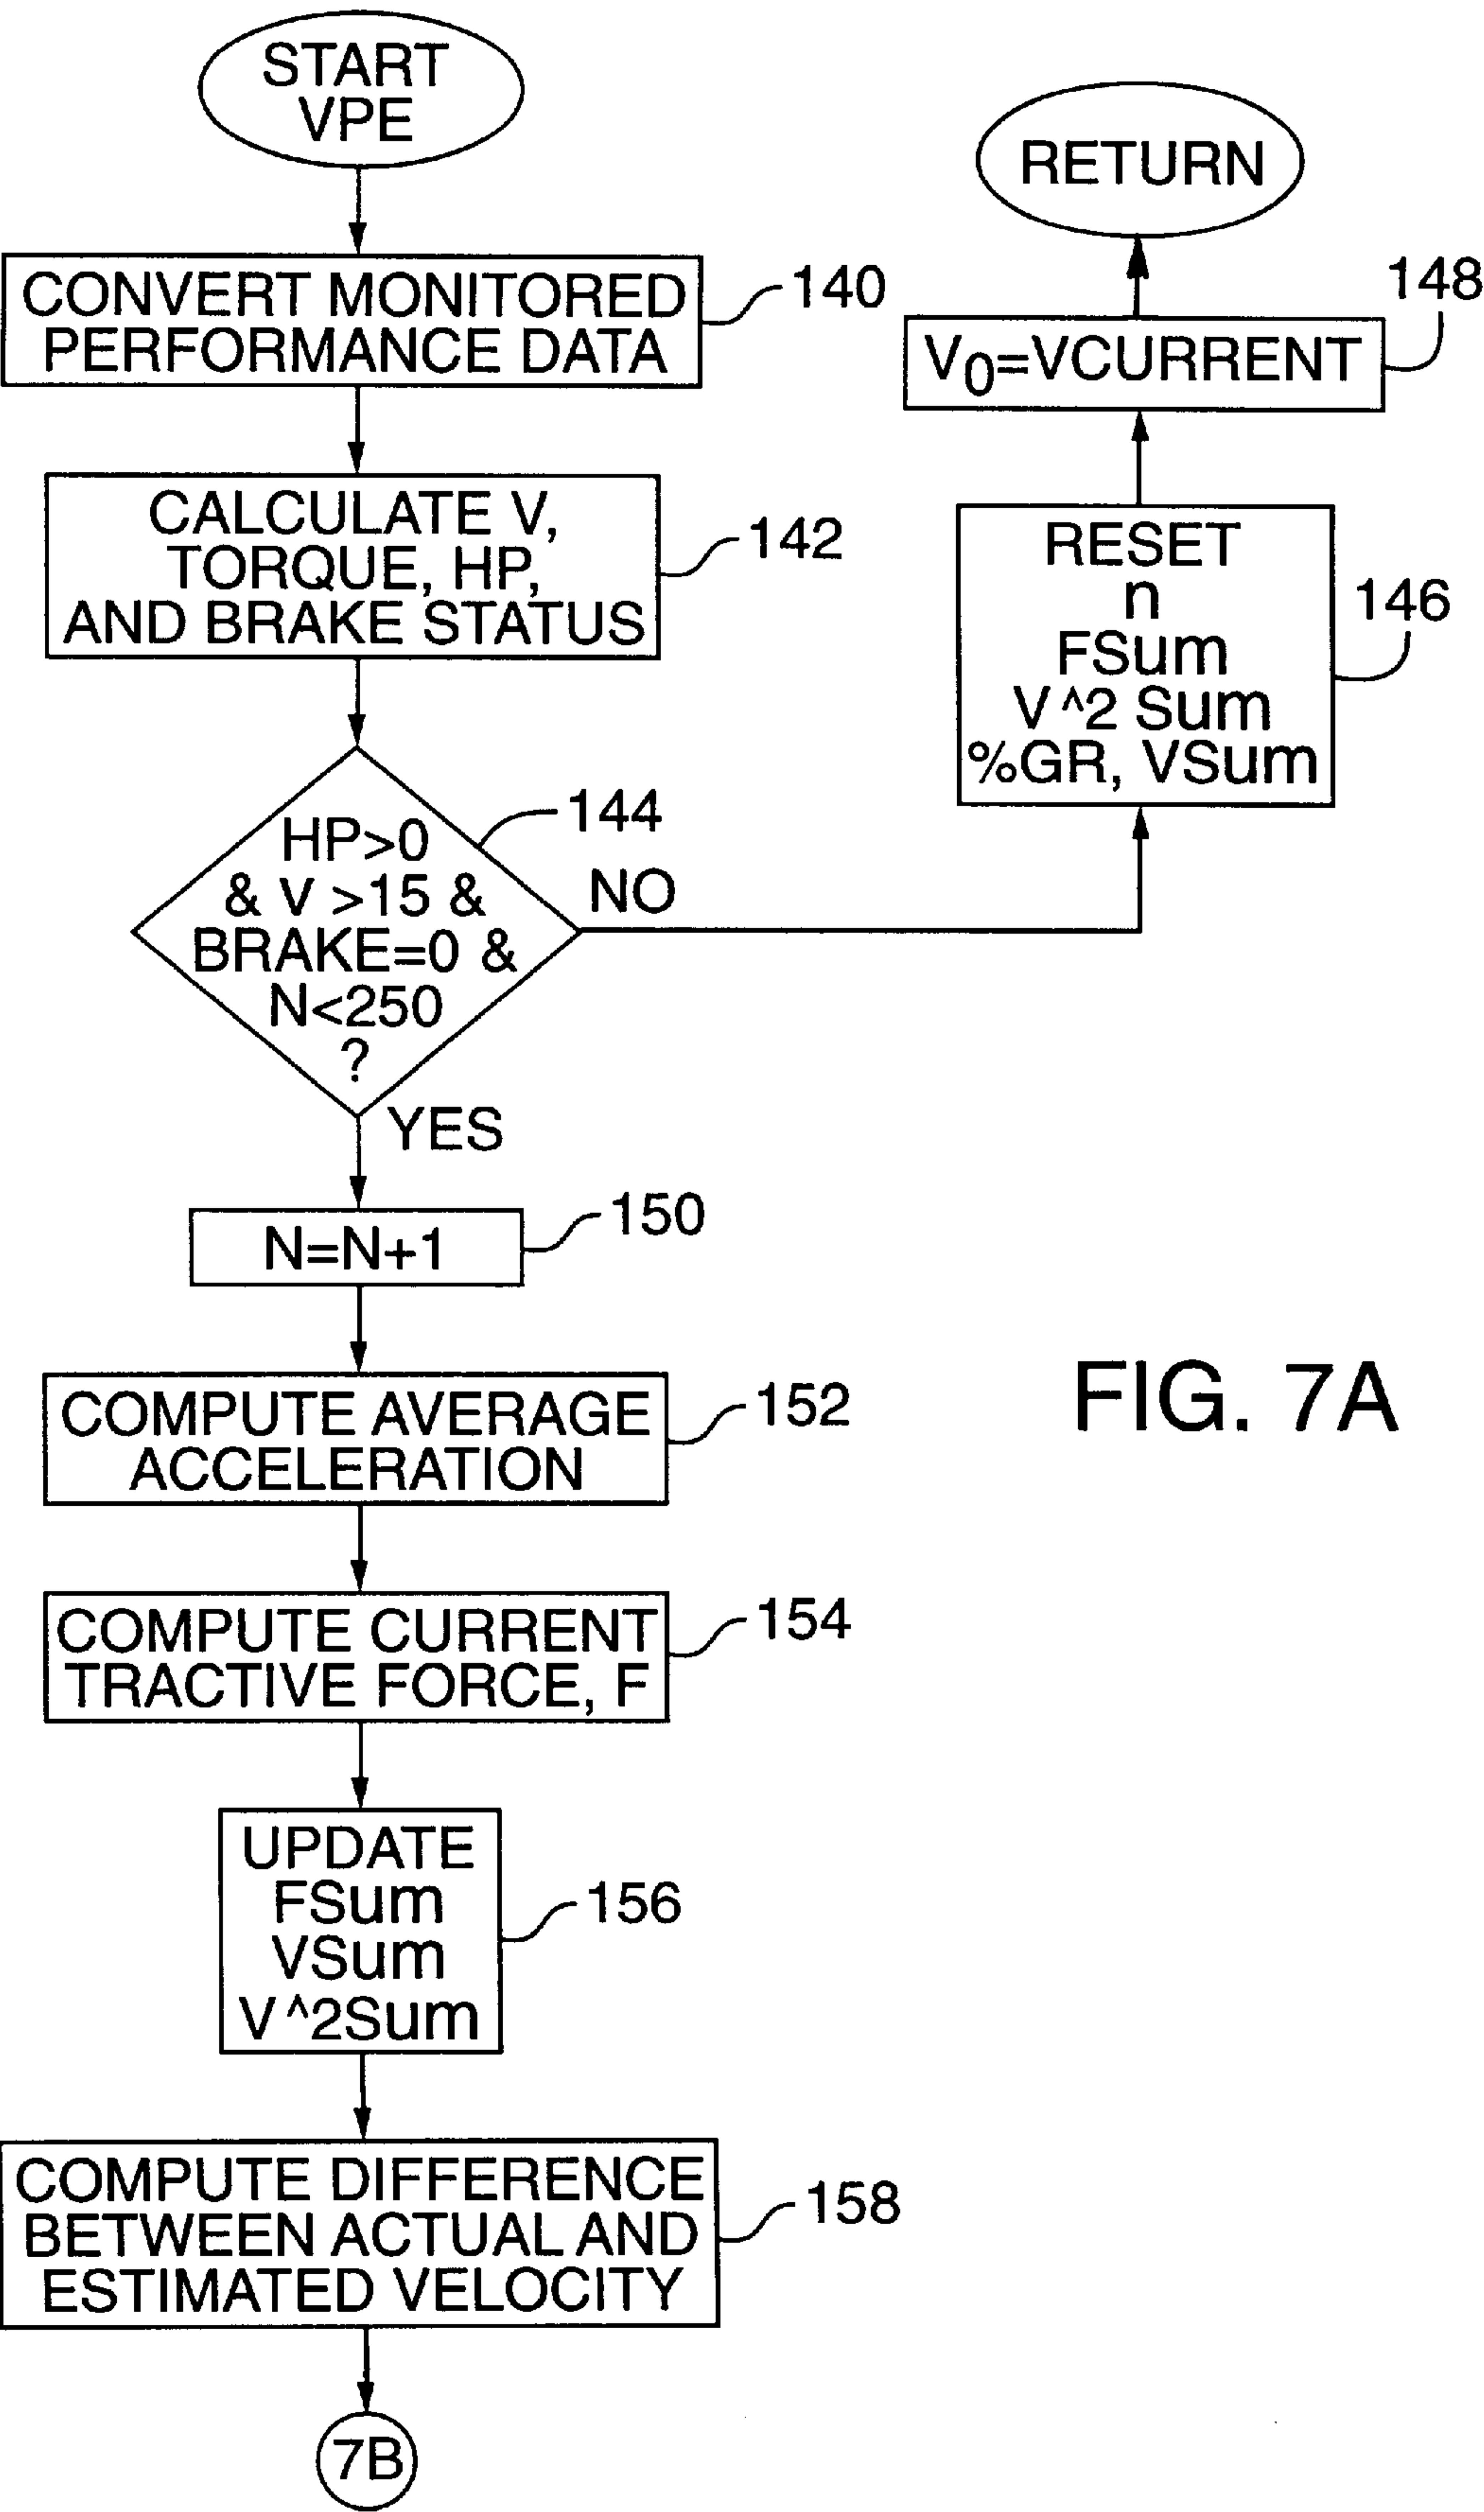 START
VPE
CONVERT MONITORED
PERFORMANCE DATA
140
CALCULATE V,
TORQUE, HP,
AND BRAKE STATUS
142
HP>0
& V >15 &
BRAKE=0 &
N<250
?
144
NO
YES
RETURN
148
V0=VCURRENT
RESET
n
FSum
V^2 Sum
%GR, VSum
146
N=N+1
150
COMPUTE AVERAGE
ACCELERATION
152
FIG. 7A
COMPUTE CURRENT
TRACTIVE FORCE, F
154
UPDATE
FSum
VSum
V^2Sum
156
COMPUTE DIFFERENCE
BETWEEN ACTUAL AND
ESTIMATED VELOCITY
158
7B